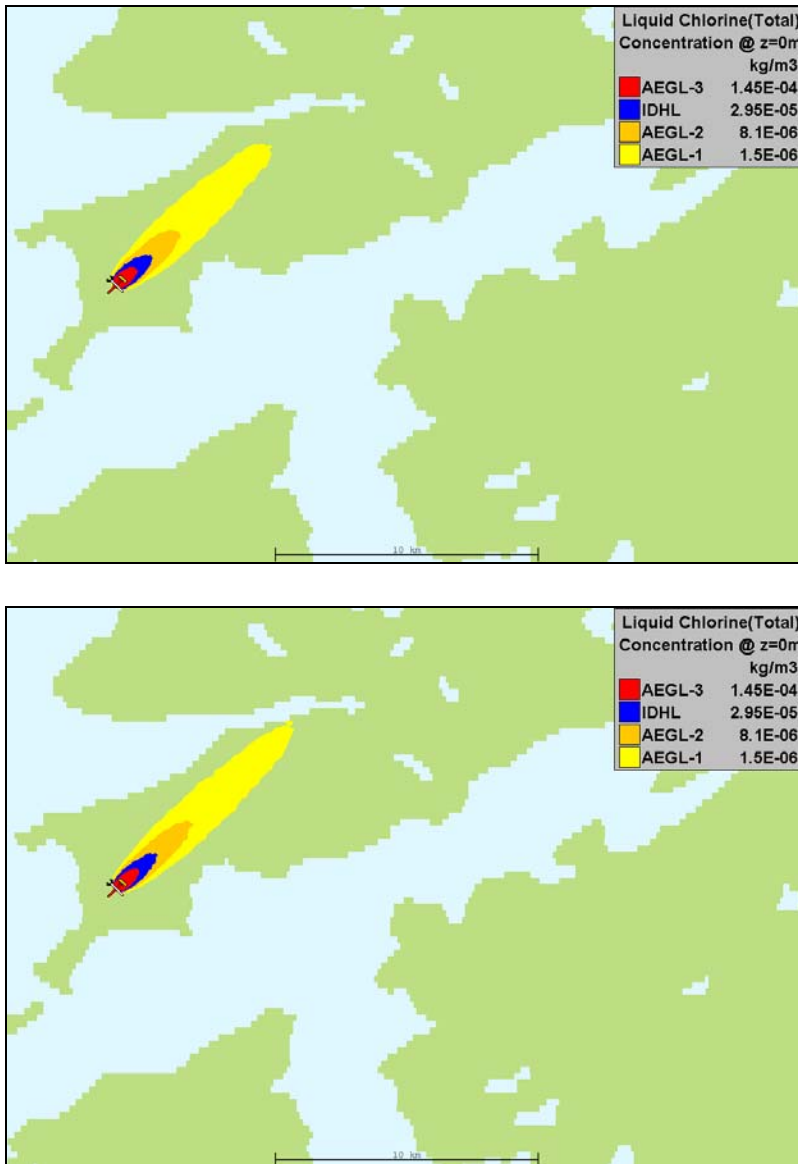 Liquid Chlorine(Total)
Concentration @ z=0m
kg/m3
AEGL-3 1.45E-04
IDHL 2.95E-05
AEGL-2 8.1E-06
AEGL-1 1.5E-06
10 km
Liquid Chlorine(Total)
Concentration @ z=0m
kg/m3
AEGL-3 1.45E-04
IDHL 2.95E-05
AEGL-2 8.1E-06
AEGL-1 1.5E-06
10 km